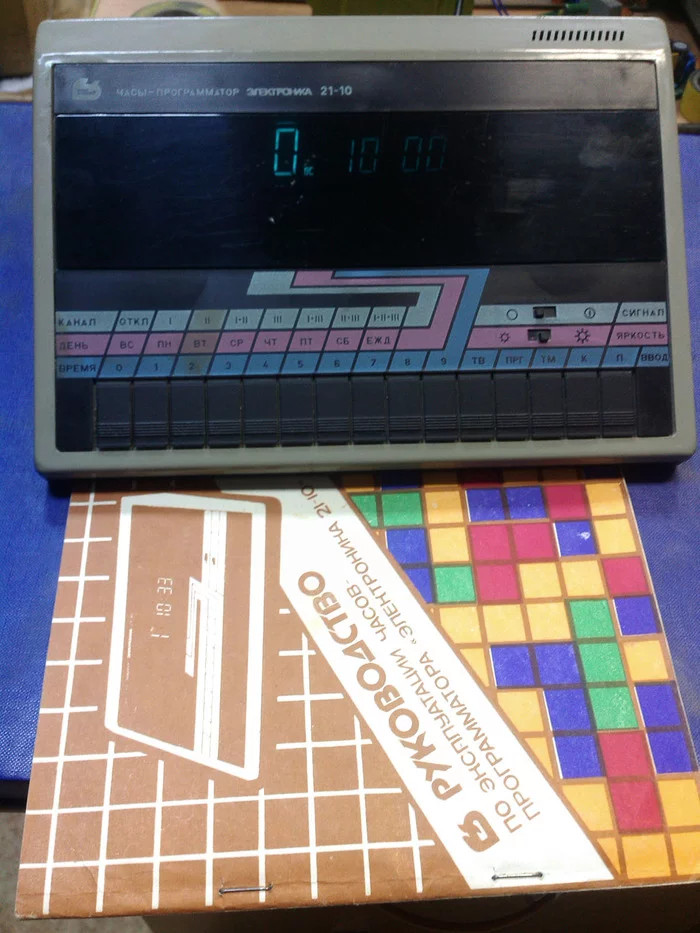 ЧАСЫ-ПРОГРАММАТОР ЭЛЕКТРОНИКА 21-10
0 к 10 00
КАНАЛ ОТКЛ I II I-II III I-III II-III I-II-III СИГНАЛ
ДЕНЬ ВС ПН ВТ СР ЧТ ПТ СБ ЕЖД ЯРКОСТЬ
ВРЕМЯ 0 1 2 3 4 5 6 7 8 9 ТВ ПРГ ТМ К П ВВОД
РУКОВОДСТВО
ПО ЭКСПЛУАТАЦИИ ЧАСОВ-
ПРОГРАММАТОРА «ЭЛЕКТРОНИКА 21-10»